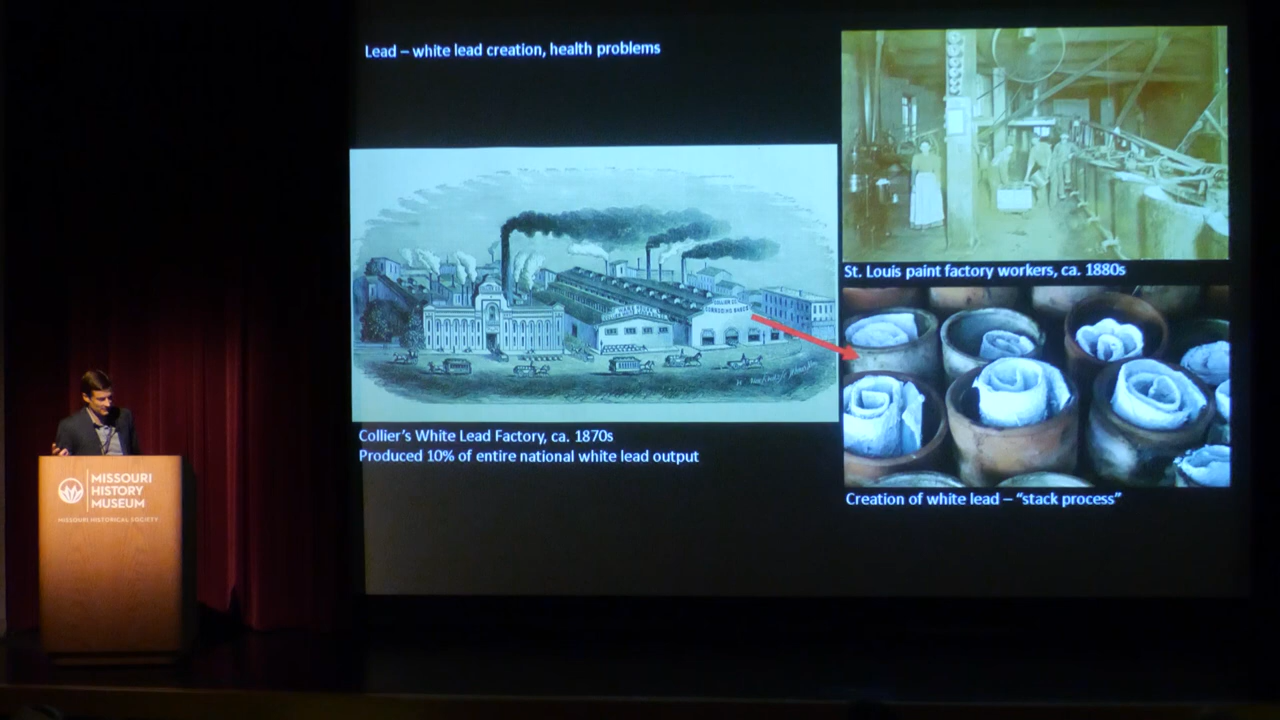 Lead – white lead creation, health problems
St. Louis paint factory workers, ca. 1880s
Collier's White Lead Factory, ca. 1870s
Produced 10% of entire national white lead output
Creation of white lead – “stack process”
MISSOURI
HISTORY
MUSEUM
MISSOURI HISTORICAL SOCIETY